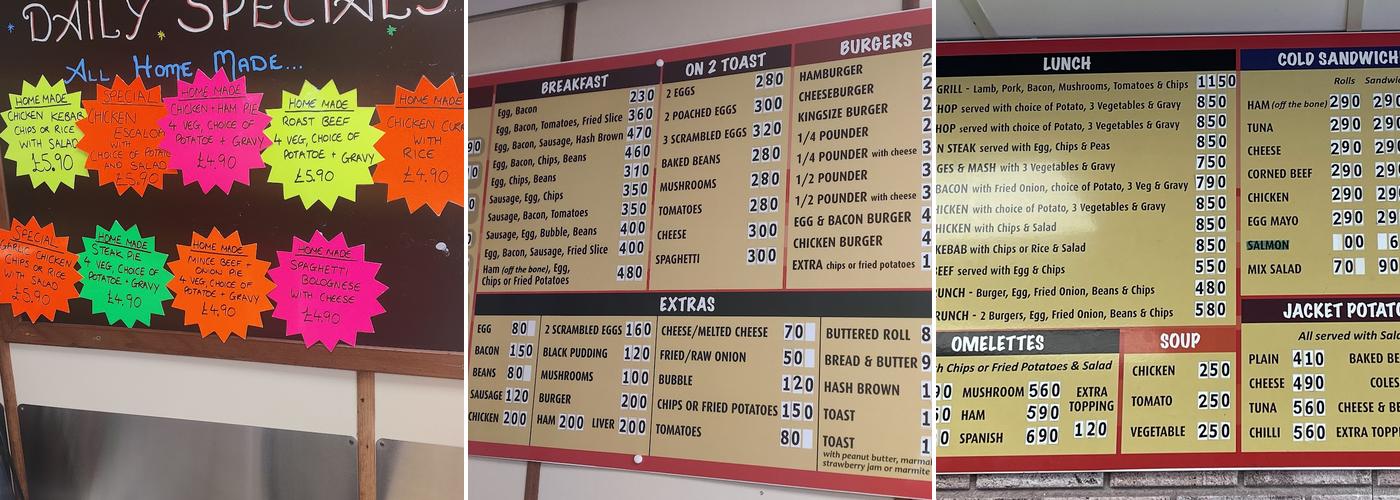 DAILY SPECIALS
All Home Made...
HOME MADE
CHICKEN KEBAB
CHIPS OR RICE
WITH SALAD
£5.90
SPECIAL
CHICKEN
WITH
CHOICE OF
AND SALAD
£5.90
HOME MADE
CHICKEN + HAM PIE
4 VEG, CHOICE OF
POTATOE + GRAVY
£4.90
HOME MADE
ROAST BEEF
4 VEG, CHOICE OF
POTATOE + GRAVY
£5.90
HOME MADE
CHICKEN
WITH
RICE
£4.90
SPECIAL
GARLIC CHICKEN
CHIPS OR RICE
WITH
SALAD
£5.90
HOME MADE
STEAK PIE
4 VEG, CHOICE OF
POTATOE + GRAVY
£4.90
HOME MADE
MINCE BEEF +
ONION PIE
4 VEG, CHOICE OF
POTATOE + GRAVY
£4.90
HOME MADE
SPAGHETTI
BOLOGNESE
WITH CHEESE
£4.90
BREAKFAST
Egg, Bacon 230
Egg, Bacon, Tomatoes, Fried Slice 360
Egg, Bacon, Sausage, Hash Brown 470
Egg, Bacon, Chips, Beans 460
Egg, Chips, Beans 310
Sausage, Egg, Chips 350
Sausage, Bacon, Tomatoes 350
Sausage, Egg, Bubble, Beans 400
Egg, Bacon, Sausage, Fried Slice 400
Ham (off the bone), Egg,
Chips or Fried Potatoes 480
ON 2 TOAST
2 EGGS 280
2 POACHED EGGS 300
3 SCRAMBLED EGGS 320
BAKED BEANS 280
MUSHROOMS 280
TOMATOES 280
CHEESE 300
SPAGHETTI 300
BURGERS
HAMBURGER
CHEESEBURGER
KINGSIZE BURGER
1/4 POUNDER
1/4 POUNDER with cheese
1/2 POUNDER
1/2 POUNDER with cheese
EGG & BACON BURGER
CHICKEN BURGER
EXTRA chips or fried potatoes
EXTRAS
EGG 80
BACON 150
BEANS 80
SAUSAGE 120
CHICKEN 200
2 SCRAMBLED EGGS 160
BLACK PUDDING 120
MUSHROOMS 100
BURGER 200
HAM 200 LIVER 200
CHEESE/MELTED CHEESE 70
FRIED/RAW ONION 50
BUBBLE 120
CHIPS OR FRIED POTATOES 150
TOMATOES 80
BUTTERED ROLL 8
BREAD & BUTTER 9
HASH BROWN
TOAST
TOAST
with peanut butter,
strawberry jam or marmite
LUNCH
GRILL - Lamb, Pork, Bacon, Mushrooms, Tomatoes & Chips 1150
served with choice of Potato, 3 Vegetables & Gravy 850
served with choice of Potato, 3 Vegetables & Gravy 850
STEAK served with Egg, Chips & Peas 850
& MASH with 3 Vegetables & Gravy 750
BACON with Fried Onion, choice of Potato, 3 Veg & Gravy 790
CHICKEN with choice of Potato, 3 Vegetables & Gravy 850
CHICKEN with Chips & Salad 850
KEBAB with Chips or Rice & Salad 850
BEEF served with Egg & Chips 550
- Burger, Egg, Fried Onion, Beans & Chips 480
- 2 Burgers, Egg, Fried Onion, Beans & Chips 580
COLD
Rolls
HAM (off the bone) 290 290
TUNA 290 290
CHEESE 290 290
CORNED BEEF 290 290
CHICKEN 290 290
EGG MAYO 290 290
SALMON 00
MIX SALAD 70 90
OMELETTES
Chips or Fried Potatoes & Salad
MUSHROOM 560
HAM 590
SPANISH 690
EXTRA
TOPPING
120
SOUP
CHICKEN 250
TOMATO 250
VEGETABLE 250
JACKET
All served with
PLAIN 410
CHEESE 490
TUNA 560
CHILLI 560
BAKED
CHEESE &
EXTRA